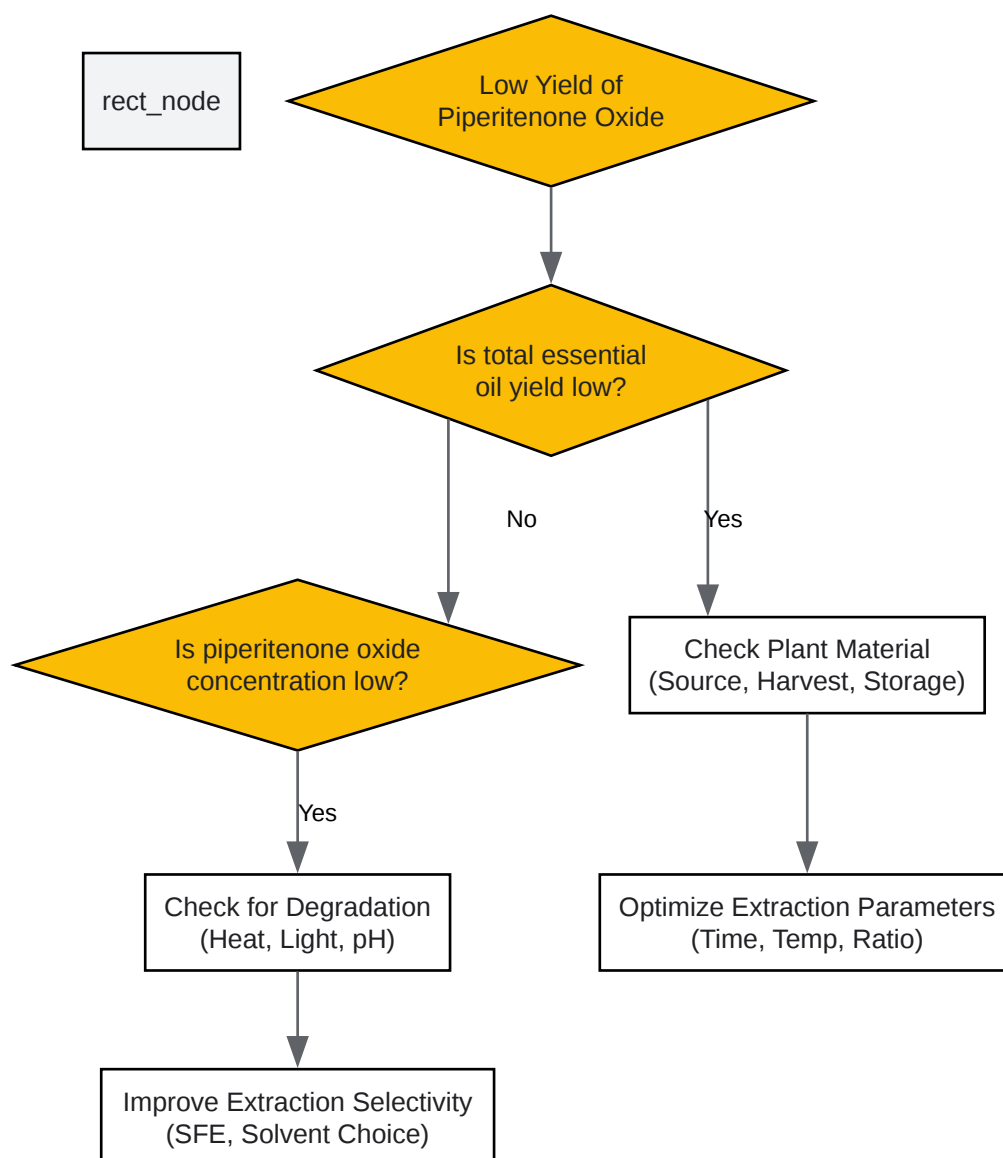 rect_node
Low Yield of
Piperitenone Oxide
Is total essential
oil yield low?
No
Yes
Is piperitenone oxide
concentration low?
Check Plant Material
(Source, Harvest, Storage)
Yes
Check for Degradation
(Heat, Light, pH)
Optimize Extraction Parameters
(Time, Temp, Ratio)
Improve Extraction Selectivity
(SFE, Solvent Choice)